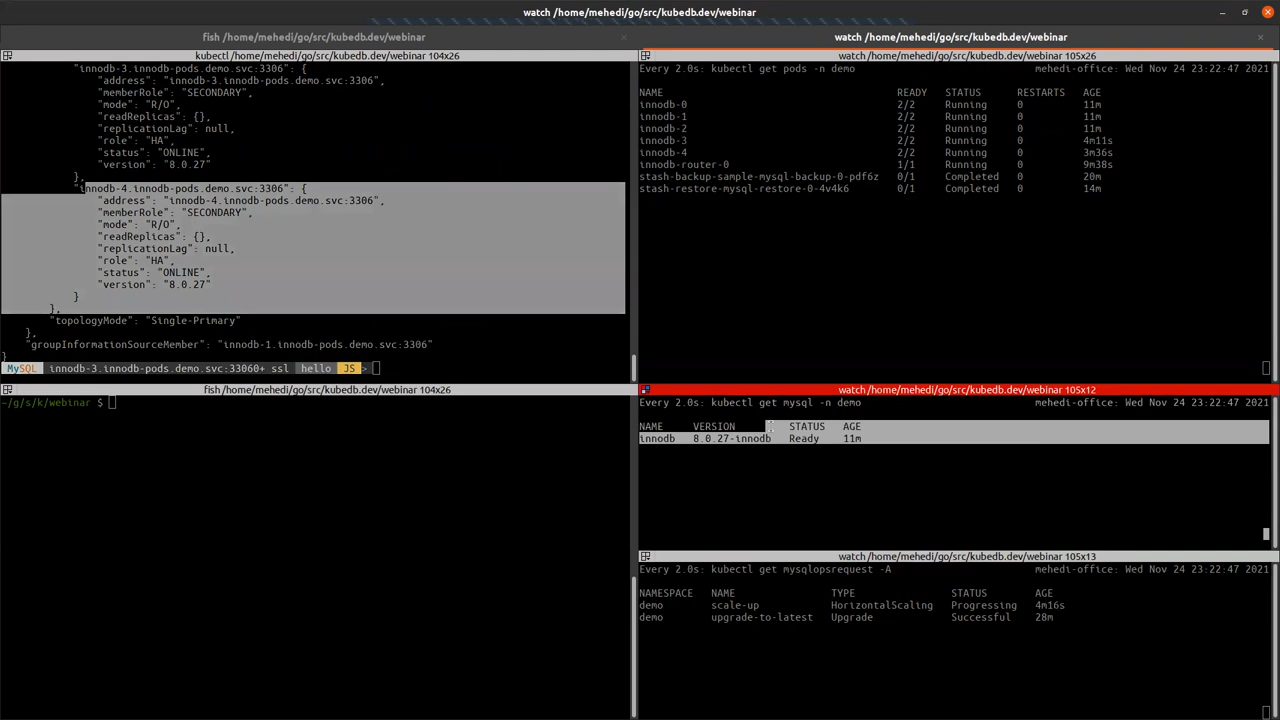 watch /home/mehedi/go/src/kubedb.dev/webinar
fish /home/mehedi/go/src/kubedb.dev/webinar
watch /home/mehedi/go/src/kubedb.dev/webinar
kubectl /home/mehedi/go/src/kubedb.dev/webinar 104x26
"innodb-3.innodb-pods.demo.svc:3306": {
"address": "innodb-3.innodb-pods.demo.svc:3306",
"memberRole": "SECONDARY",
"mode": "R/O",
"readReplicas": {},
"replicationLag": null,
"role": "HA",
"status": "ONLINE",
"version": "8.0.27"
},
"innodb-4.innodb-pods.demo.svc:3306": {
"address": "innodb-4.innodb-pods.demo.svc:3306",
"memberRole": "SECONDARY",
"mode": "R/O",
"readReplicas": {},
"replicationLag": null,
"role": "HA",
"status": "ONLINE",
"version": "8.0.27"
}
},
"topologyMode": "Single-Primary"
},
"groupInformationSourceMember": "innodb-1.innodb-pods.demo.svc:3306"
}
MySQL innodb-3.innodb-pods.demo.svc:33060+ ssl hello JS >
fish /home/mehedi/go/src/kubedb.dev/webinar 104x26
~/g/s/k/webinar $
watch /home/mehedi/go/src/kubedb.dev/webinar 105x26
Every 2.0s: kubectl get pods -n demo mehedi-office: Wed Nov 24 23:22:47 2021
NAME READY STATUS RESTARTS AGE
innodb-0 2/2 Running 0 11m
innodb-1 2/2 Running 0 11m
innodb-2 2/2 Running 0 11m
innodb-3 2/2 Running 0 4m11s
innodb-4 2/2 Running 0 3m36s
innodb-router-0 1/1 Running 0 9m38s
stash-backup-sample-mysql-backup-0-pdf6z 0/1 Completed 0 20m
stash-restore-mysql-restore-0-4v4k6 0/1 Completed 0 14m
watch /home/mehedi/go/src/kubedb.dev/webinar 105x12
Every 2.0s: kubectl get mysql -n demo mehedi-office: Wed Nov 24 23:22:47 2021
NAME VERSION STATUS AGE
innodb 8.0.27-innodb Ready 11m
watch /home/mehedi/go/src/kubedb.dev/webinar 105x13
Every 2.0s: kubectl get mysqlopsrequest -A mehedi-office: Wed Nov 24 23:22:47 2021
NAMESPACE NAME TYPE STATUS AGE
demo scale-up HorizontalScaling Progressing 4m16s
demo upgrade-to-latest Upgrade Successful 28m